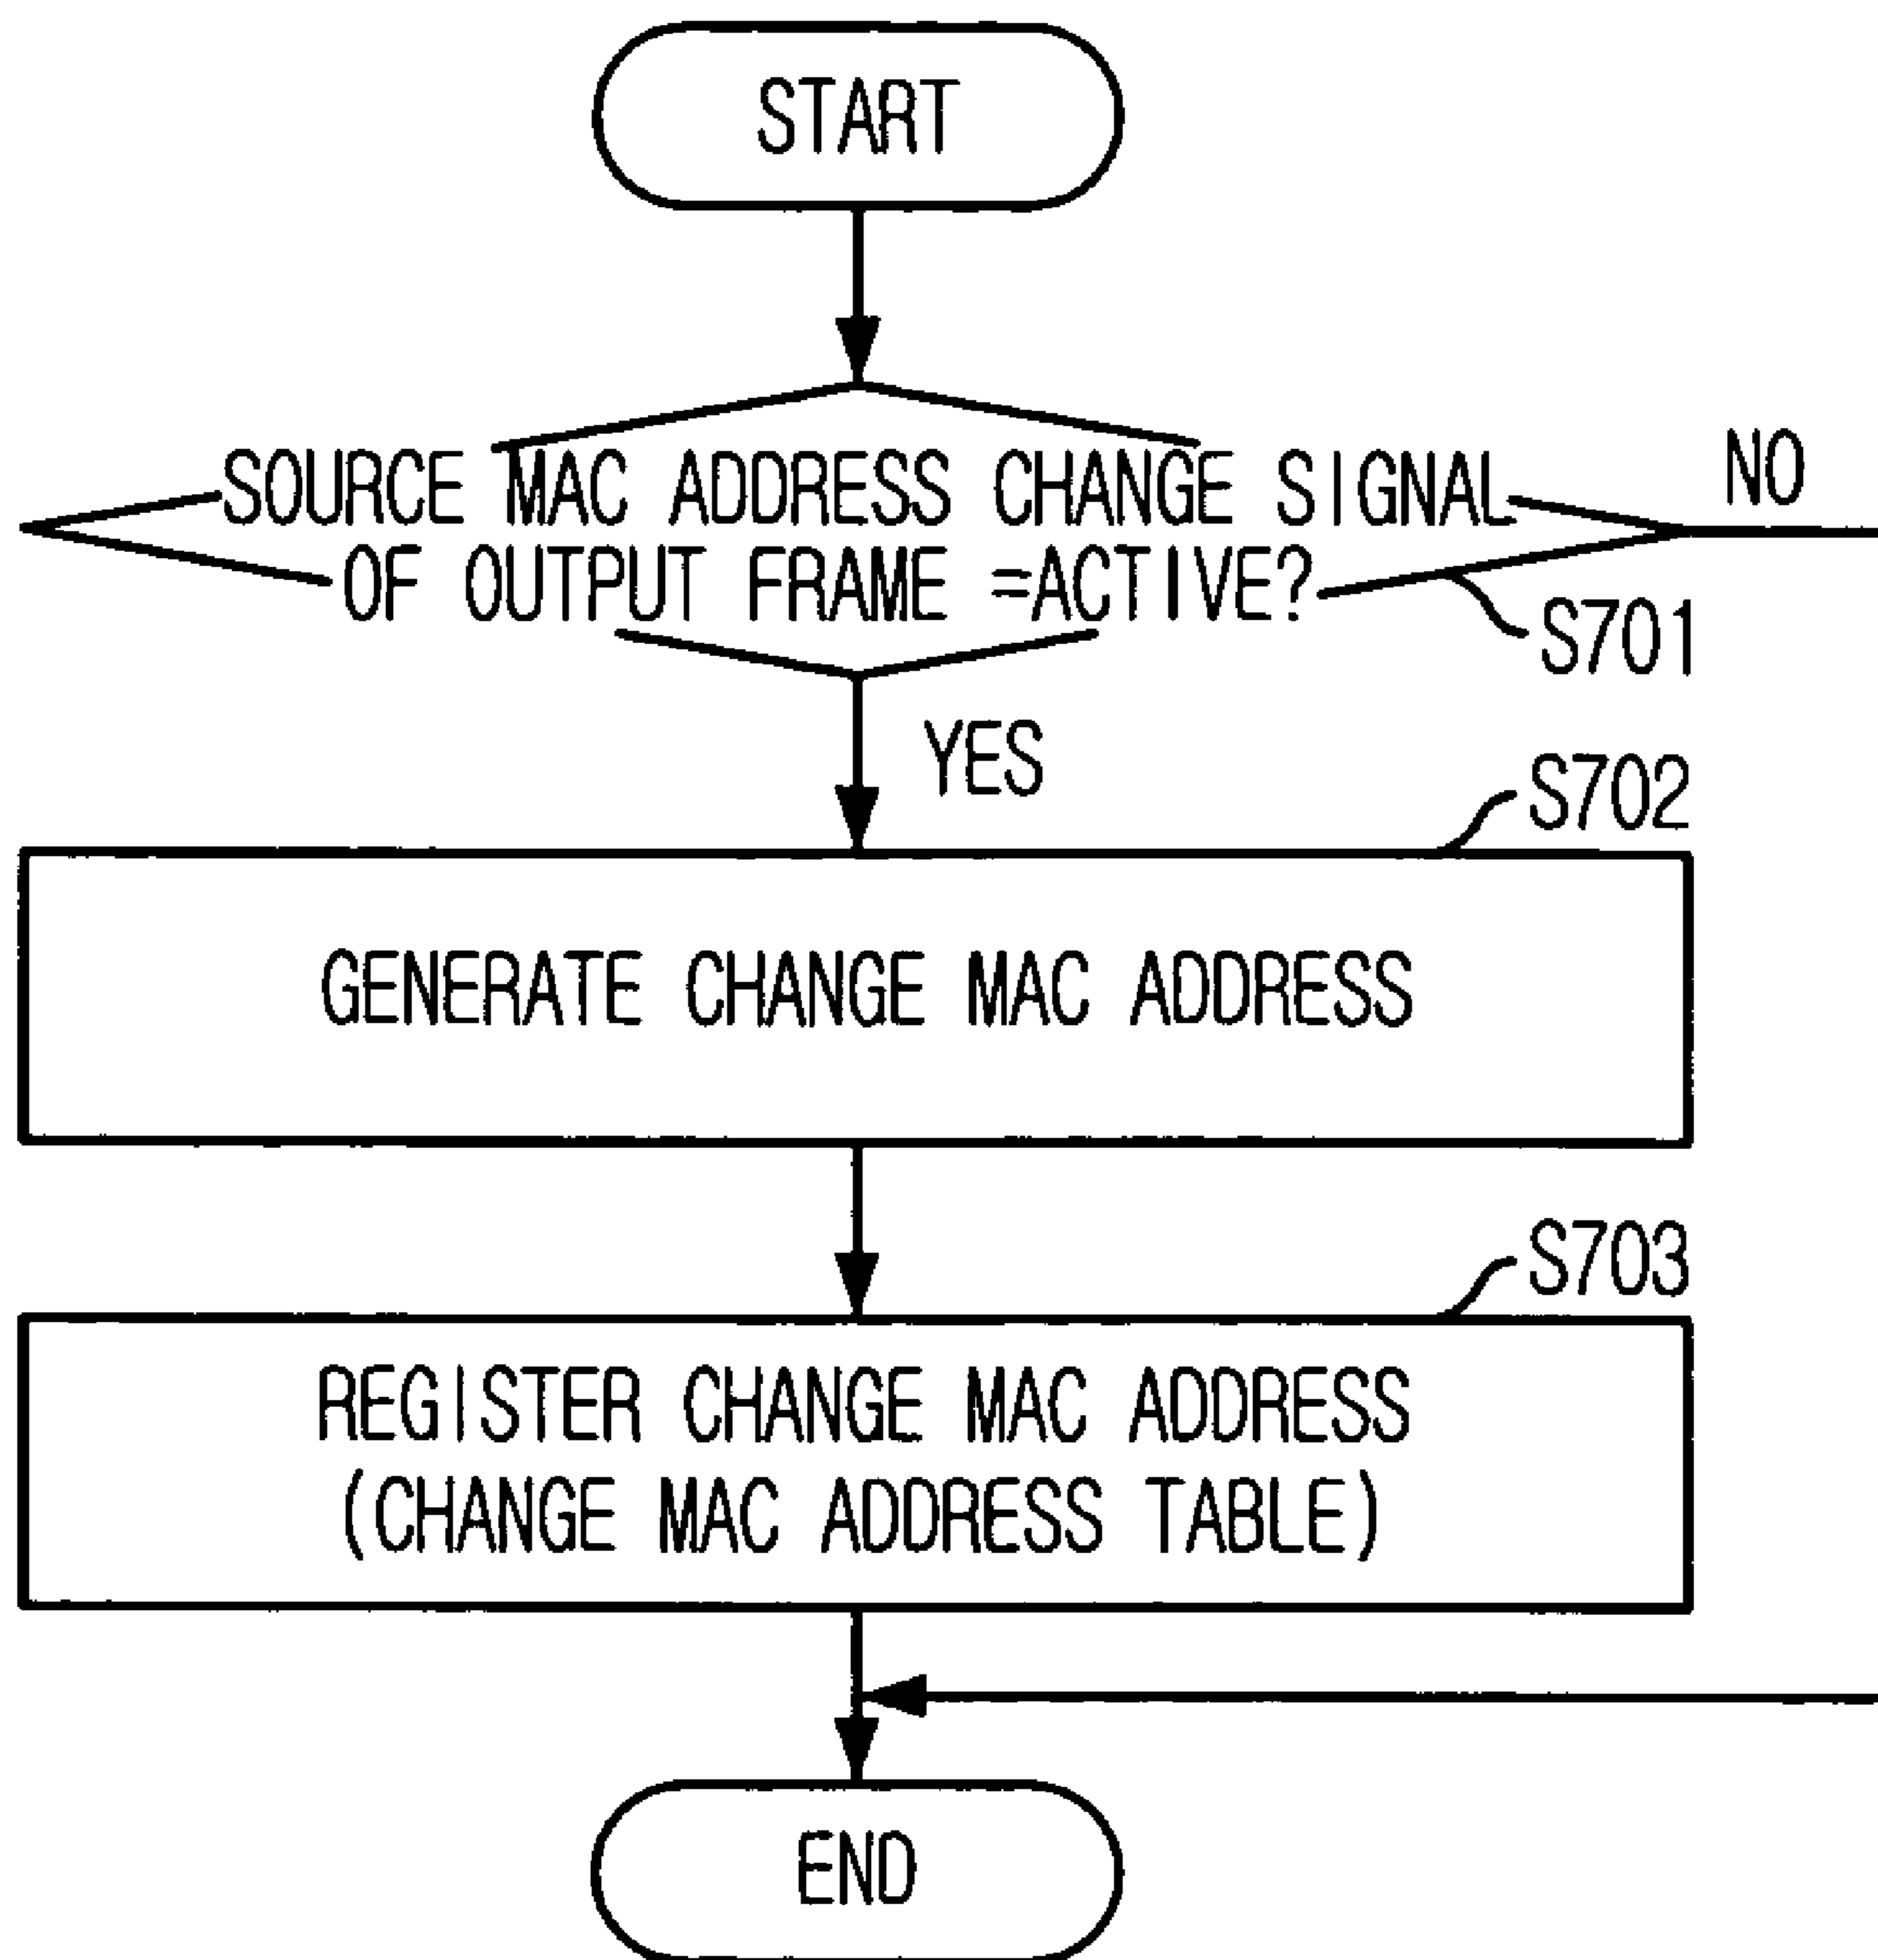 START
SOURCE MAC ADDRESS CHANGE SIGNAL
OF OUTPUT FRAME =ACTIVE?
NO
S701
YES
S702
GENERATE CHANGE MAC ADDRESS
S703
REGISTER CHANGE MAC ADDRESS
(CHANGE MAC ADDRESS TABLE)
END